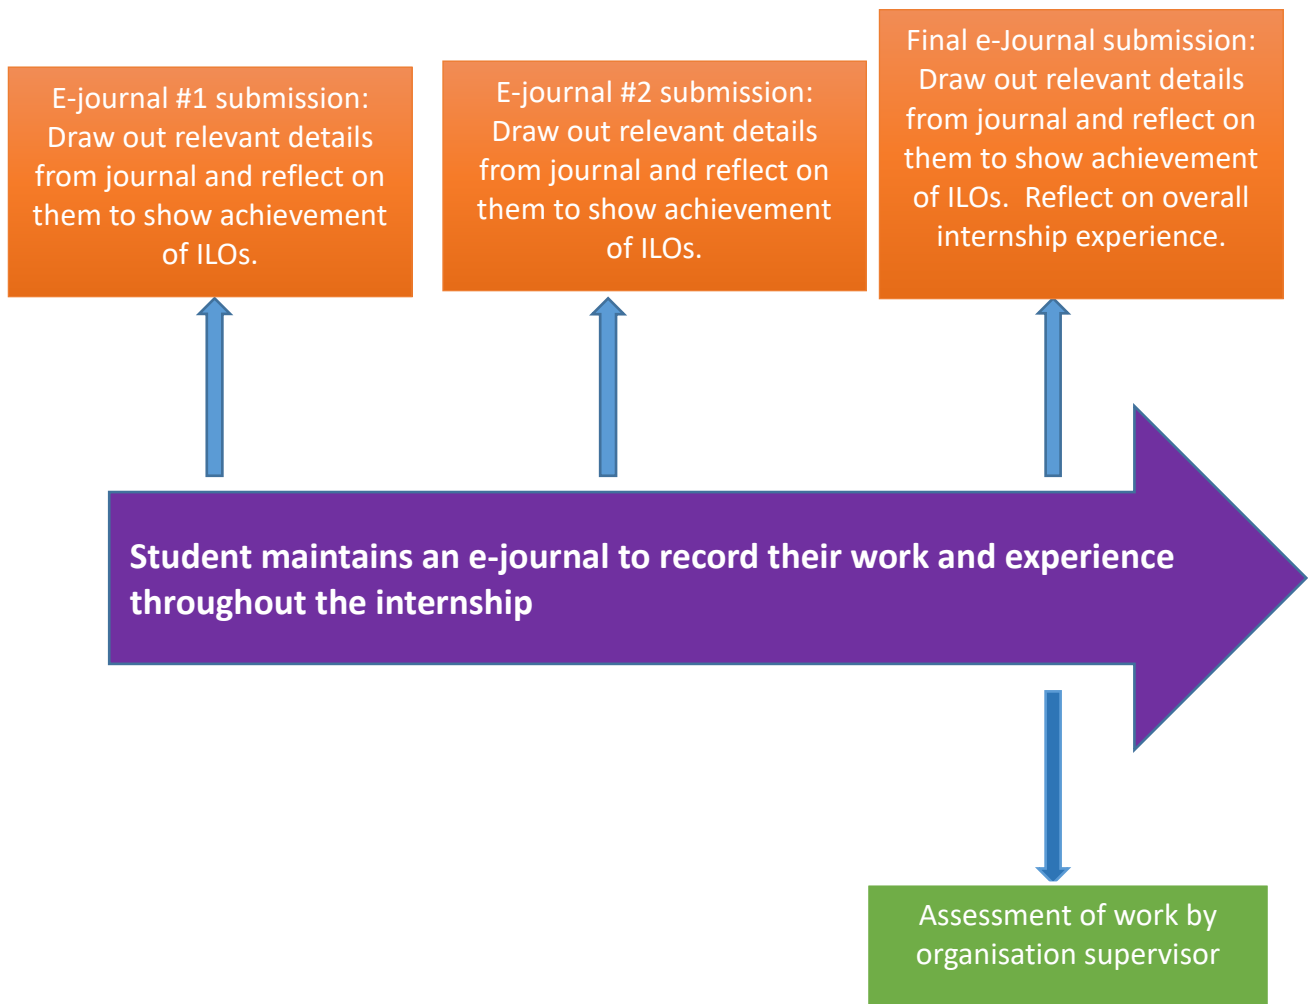 E-journal #1 submission:
Draw out relevant details
from journal and reflect on
them to show achievement
of ILOs.
E-journal #2 submission:
Draw out relevant details
from journal and reflect on
them to show achievement
of ILOs.
Final e-Journal submission:
Draw out relevant details
from journal and reflect on
them to show achievement
of ILOs.  Reflect on overall
internship experience.
Student maintains an e-journal to record their work and experience
throughout the internship
Assessment of work by
organisation supervisor